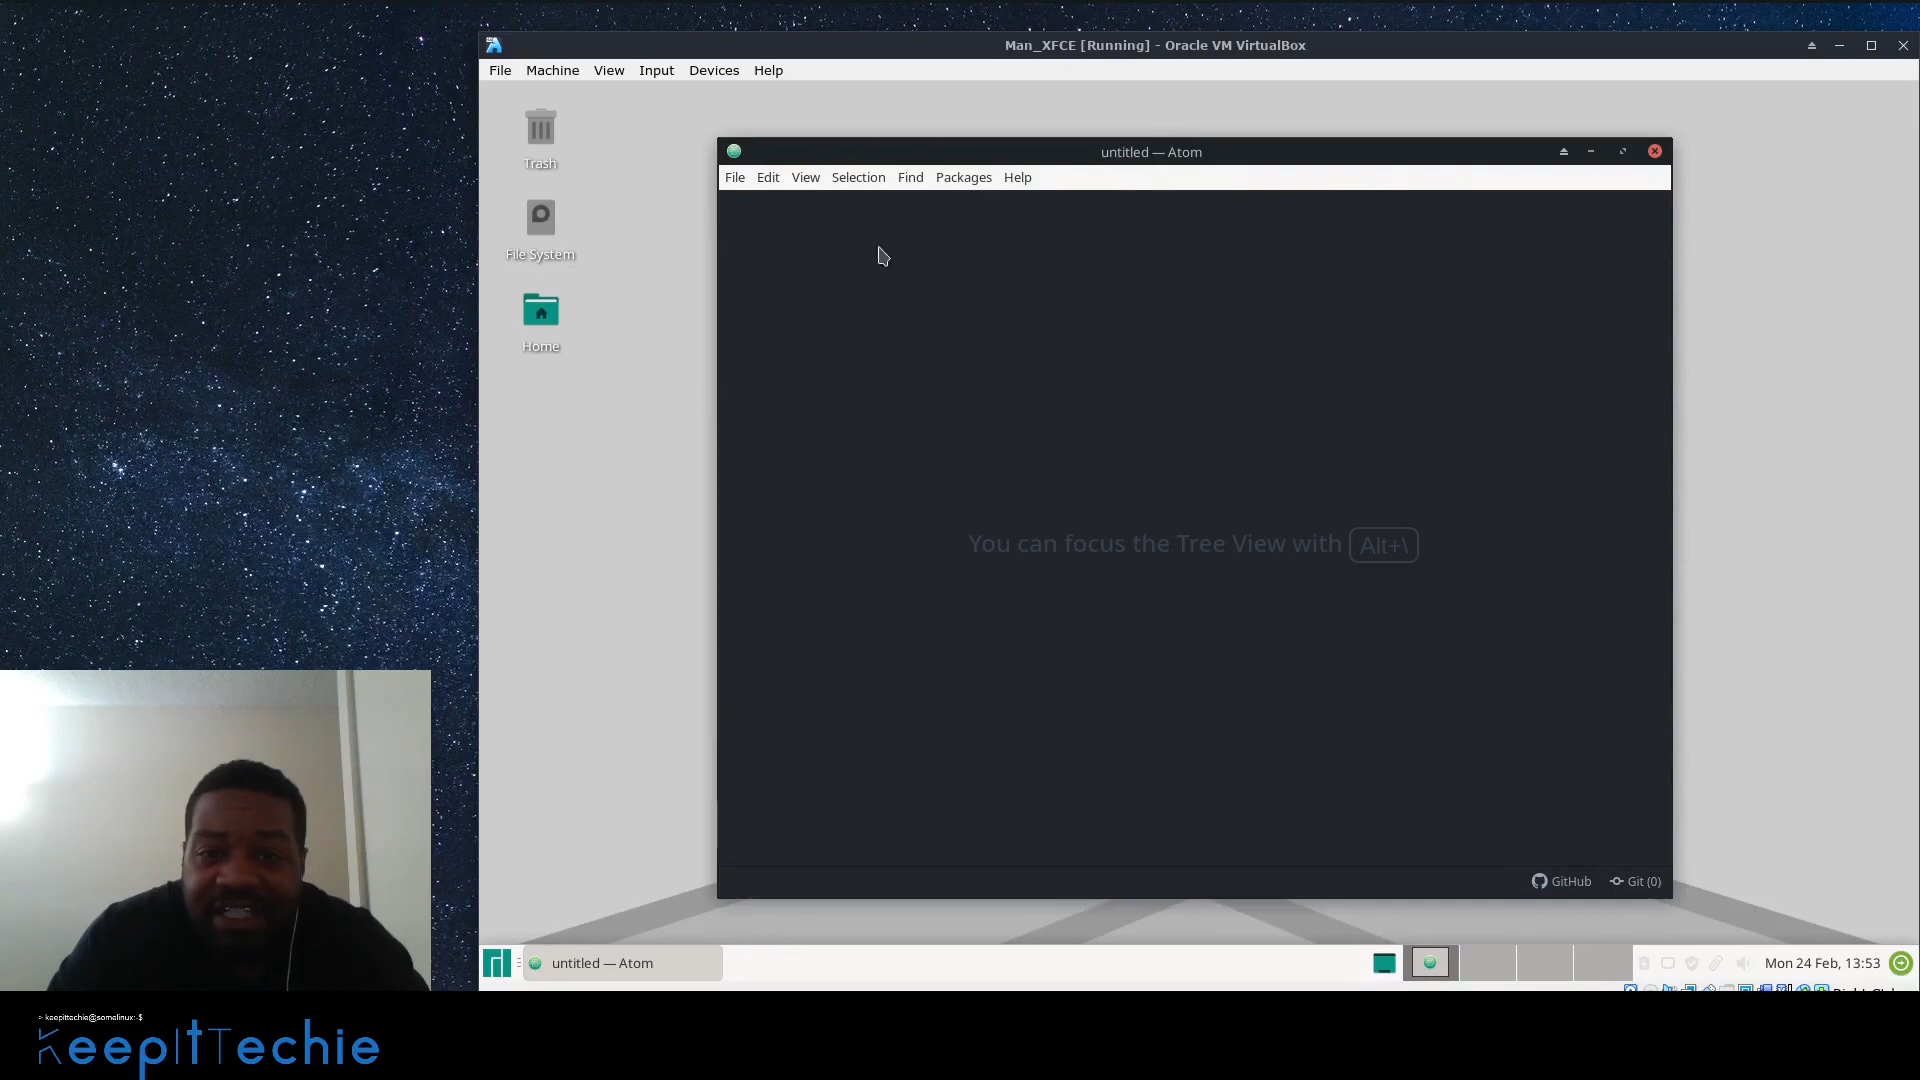 Man_XFCE [Running] - Oracle VM VirtualBox
File Machine View Input Devices Help
Trash
File System
Home
untitled — Atom
File Edit View Selection Find Packages Help
You can focus the Tree View with Alt+\
GitHub Git (0)
untitled — Atom
Mon 24 Feb, 13:53
> keepittechie@somelinux:-$
KeepItTechie